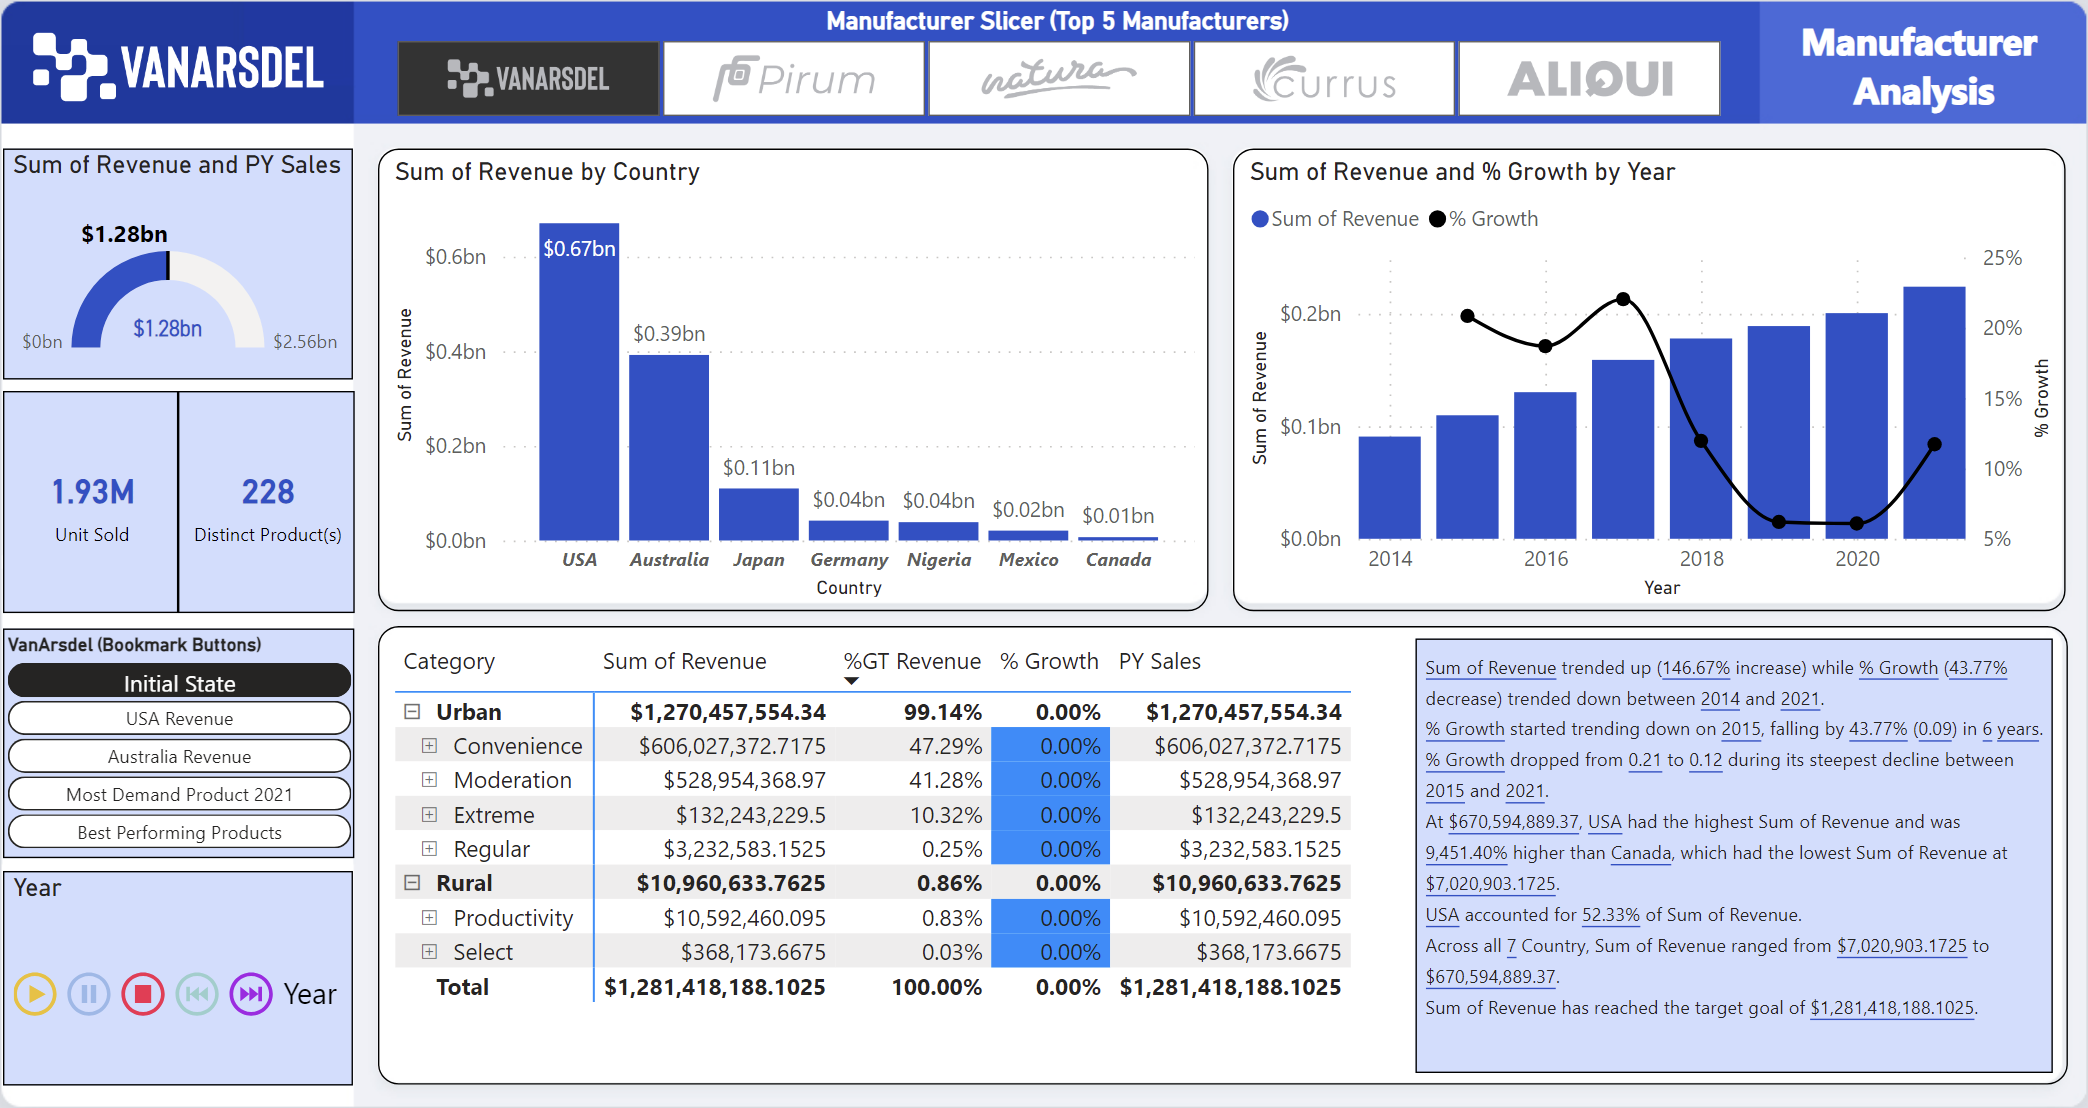 VANARSDEL
Manufacturer Slicer (Top 5 Manufacturers)
VANARSDEL
Pirum
natura
Currus
ALIQUI
Manufacturer
Analysis
Sum of Revenue and PY Sales
$1.28bn
$1.28bn
$0bn
$2.56bn
1.93M
Unit Sold
228
Distinct Product(s)
VanArsdel (Bookmark Buttons)
Initial State
USA Revenue
Australia Revenue
Most Demand Product 2021
Best Performing Products
Year
Year
Sum of Revenue by Country
Sum of Revenue
$0.6bn
$0.4bn
$0.2bn
$0.0bn
$0.67bn
$0.39bn
$0.11bn
$0.04bn
$0.04bn
$0.02bn
$0.01bn
USA Australia Japan Germany Nigeria Mexico Canada
Country
Sum of Revenue and % Growth by Year
Sum of Revenue % Growth
Sum of Revenue
$0.2bn
$0.1bn
$0.0bn
25%
20%
15%
10%
5%
% Growth
2014 2016 2018 2020
Year
Category Sum of Revenue %GT Revenue % Growth PY Sales
Urban $1,270,457,554.34 99.14% 0.00% $1,270,457,554.34
Convenience $606,027,372.7175 47.29% 0.00% $606,027,372.7175
Moderation $528,954,368.97 41.28% 0.00% $528,954,368.97
Extreme $132,243,229.5 10.32% 0.00% $132,243,229.5
Regular $3,232,583.1525 0.25% 0.00% $3,232,583.1525
Rural $10,960,633.7625 0.86% 0.00% $10,960,633.7625
Productivity $10,592,460.095 0.83% 0.00% $10,592,460.095
Select $368,173.6675 0.03% 0.00% $368,173.6675
Total $1,281,418,188.1025 100.00% 0.00% $1,281,418,188.1025
Sum of Revenue trended up (146.67% increase) while % Growth (43.77%
decrease) trended down between 2014 and 2021.
% Growth started trending down on 2015, falling by 43.77% (0.09) in 6 years.
% Growth dropped from 0.21 to 0.12 during its steepest decline between
2015 and 2021.
At $670,594,889.37, USA had the highest Sum of Revenue and was
9,451.40% higher than Canada, which had the lowest Sum of Revenue at
$7,020,903.1725.
USA accounted for 52.33% of Sum of Revenue.
Across all 7 Country, Sum of Revenue ranged from $7,020,903.1725 to
$670,594,889.37.
Sum of Revenue has reached the target goal of $1,281,418,188.1025.